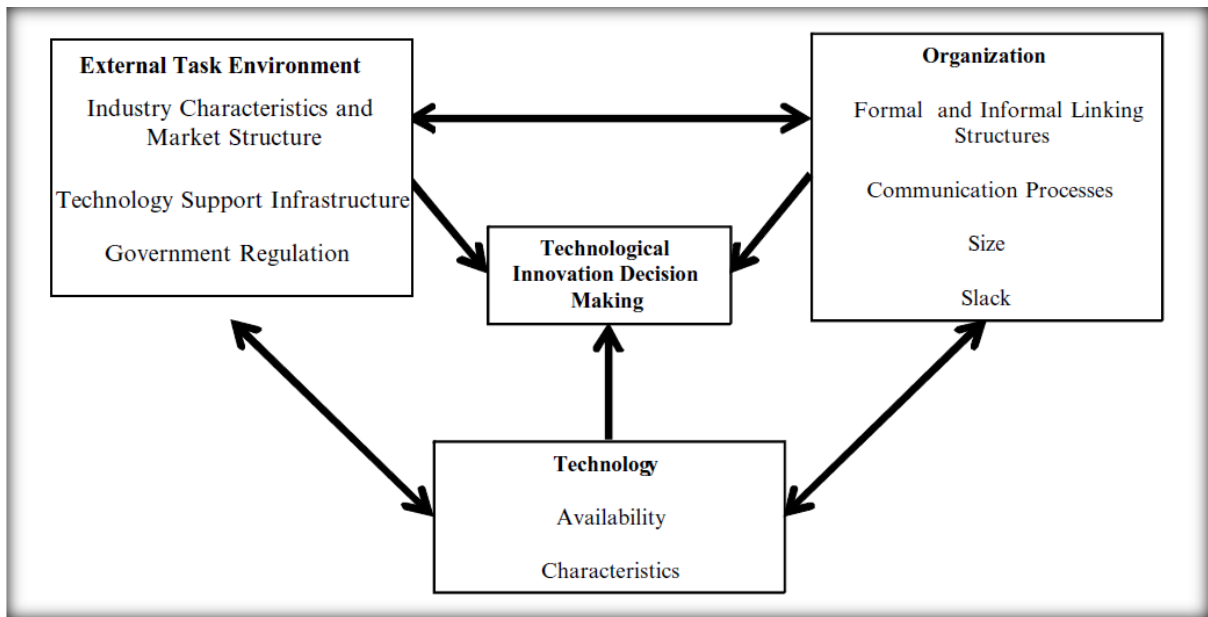 External Task Environment
Industry Characteristics and
Market Structure
Technology Support Infrastructure
Government Regulation
Organization
Formal and Informal Linking
Structures
Communication Processes
Size
Slack
Technological
Innovation Decision
Making
Technology
Availability
Characteristics